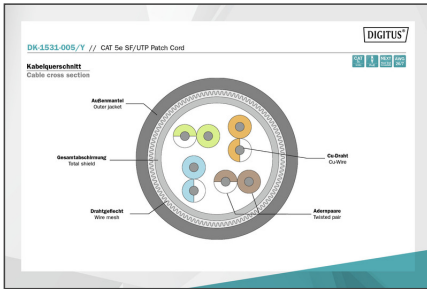 DIGITUS®
DK-1531-005/Y // CAT 5e SF/UTP Patch Cord
Kabelquerschnitt
Cable cross section
Außenmantel
Outer jacket
Gesamtabschirmung
Total shield
Drahtgeflecht
Wire mesh
Cu-Draht
Cu-Wire
Adernpaare
Twisted pair